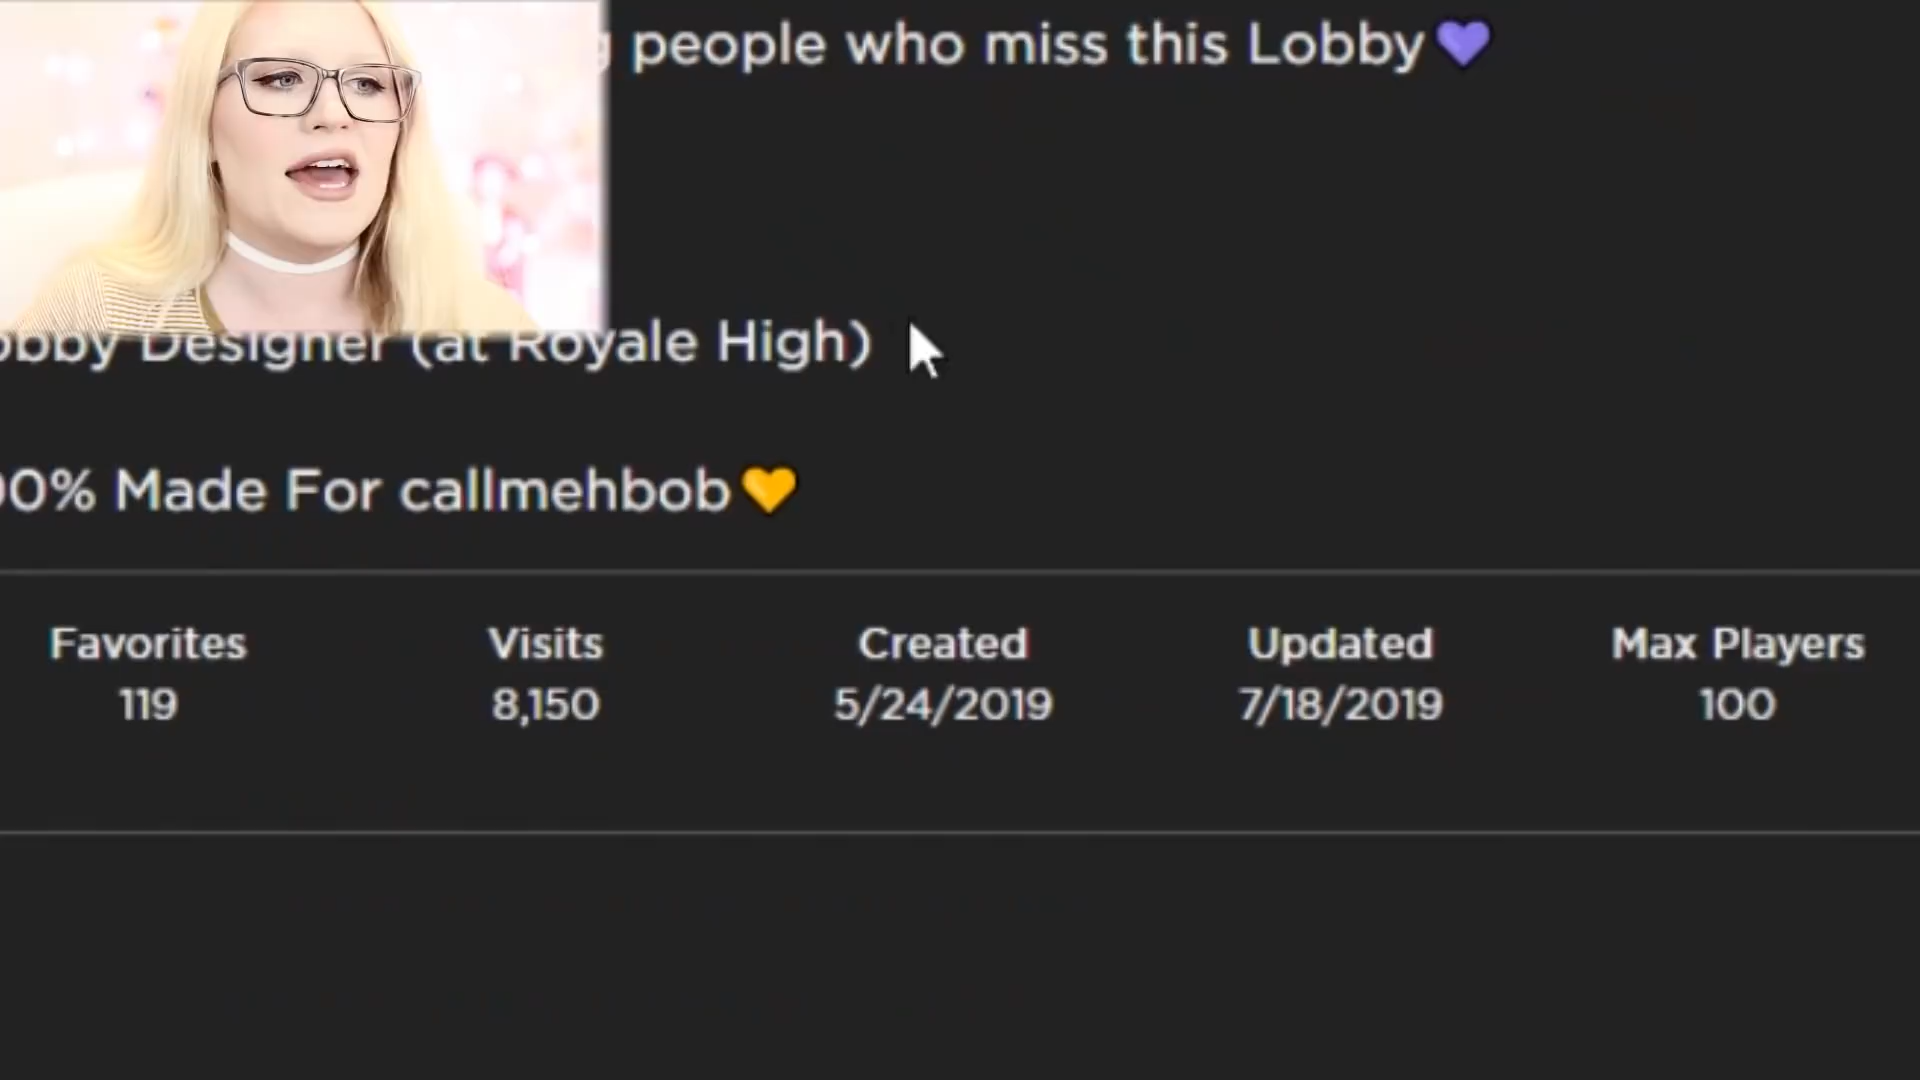 people who miss this Lobby💜
Designer (at Royale High)
Made For callmehbob💛
Favorites Visits Created Updated Max Players
119 8,150 5/24/2019 7/18/2019 100